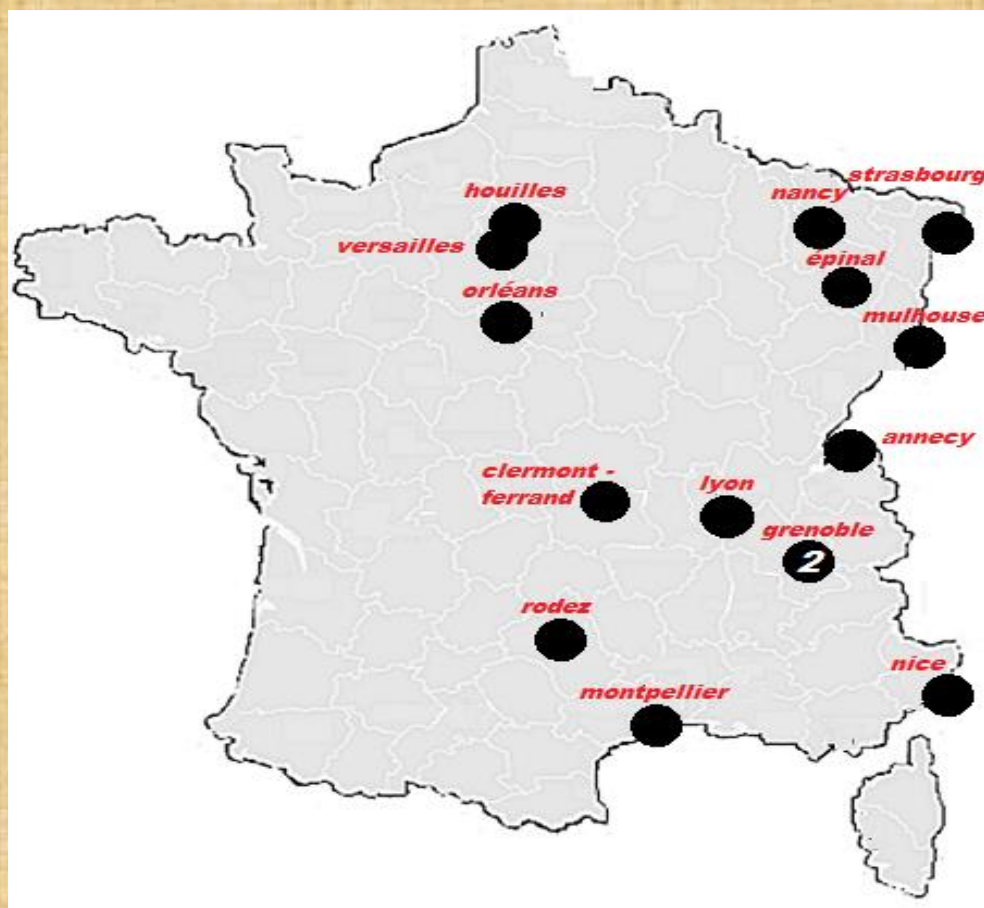 strasbourg
houilles
nancy
versailles
épinal
orléans
mulhouse
annecy
clermont -
ferrand
lyon
grenoble
2
rodez
nice
montpellier